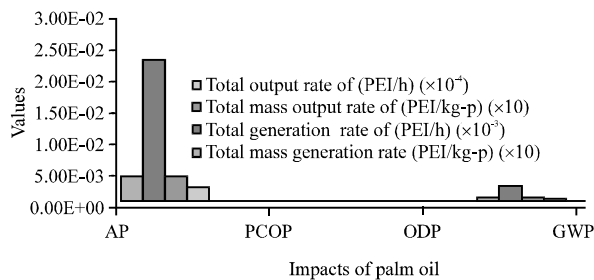 3.00E-02
2.50E-02
2.00E-02
1.50E-02
1.00E-02
5.00E-03
0.00E+00
Values
Total output rate of (PEI/h) (×10⁻⁴)
Total mass output rate of (PEI/kg-p) (×10)
Total generation rate of (PEI/h) (×10⁻³)
Total mass generation rate (PEI/kg-p) (×10)
AP PCOP ODP GWP
Impacts of palm oil